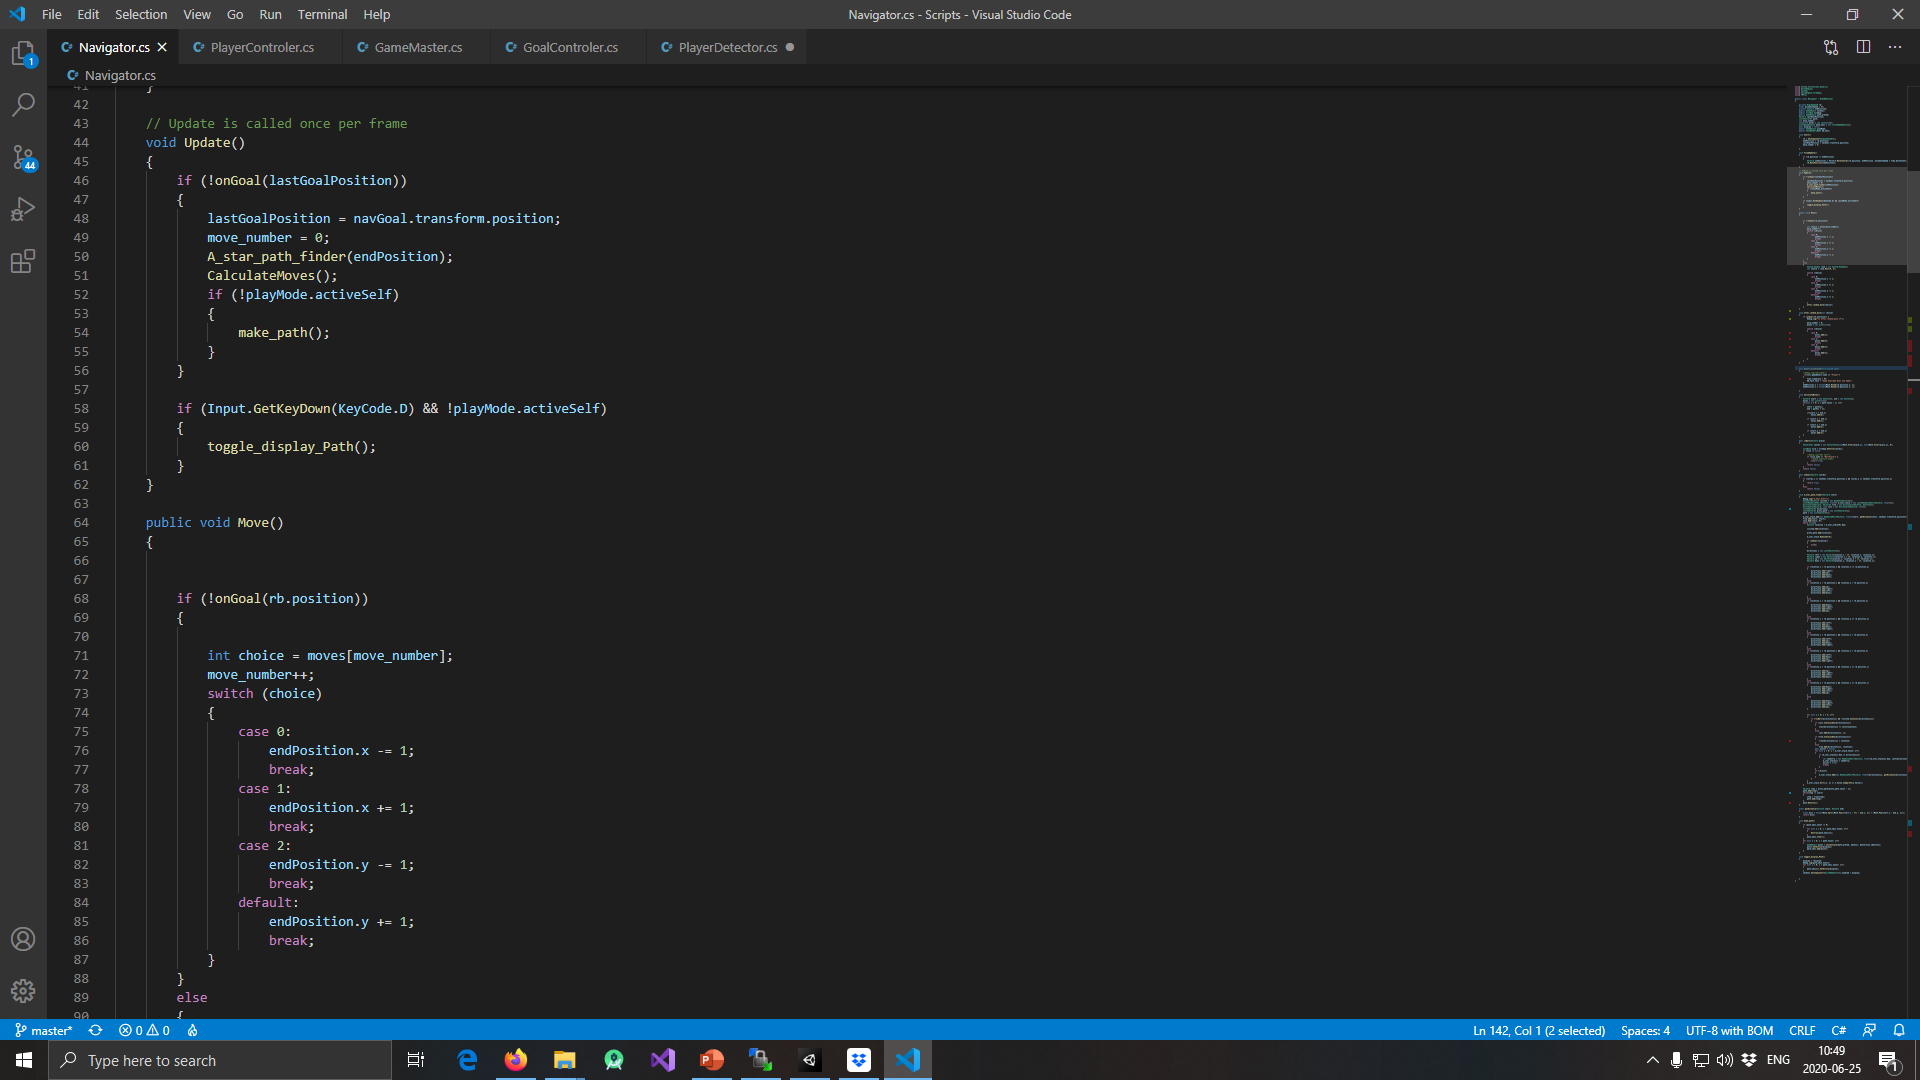 File Edit Selection View Go Run Terminal Help
Navigator.cs - Scripts - Visual Studio Code
Navigator.cs PlayerControler.cs GameMaster.cs GoalControler.cs PlayerDetector.cs
Navigator.cs
1
44
41 }
42
43 // Update is called once per frame
44 void Update()
45 {
46 if (!onGoal(lastGoalPosition))
47 {
48 lastGoalPosition = navGoal.transform.position;
49 move_number = 0;
50 A_star_path_finder(endPosition);
51 CalculateMoves();
52 if (!playMode.activeSelf)
53 {
54 make_path();
55 }
56 }
57
58 if (Input.GetKeyDown(KeyCode.D) && !playMode.activeSelf)
59 {
60 toggle_display_Path();
61 }
62 }
63
64 public void Move()
65 {
66
67
68 if (!onGoal(rb.position))
69 {
70
71 int choice = moves[move_number];
72 move_number++;
73 switch (choice)
74 {
75 case 0:
76 endPosition.x -= 1;
77 break;
78 case 1:
79 endPosition.x += 1;
80 break;
81 case 2:
82 endPosition.y -= 1;
83 break;
84 default:
85 endPosition.y += 1;
86 break;
87 }
88 }
89 else
90 {
master* 0 0 Ln 142, Col 1 (2 selected) Spaces: 4 UTF-8 with BOM CRLF C#
Type here to search
ENG
10:49
2020-06-25
1